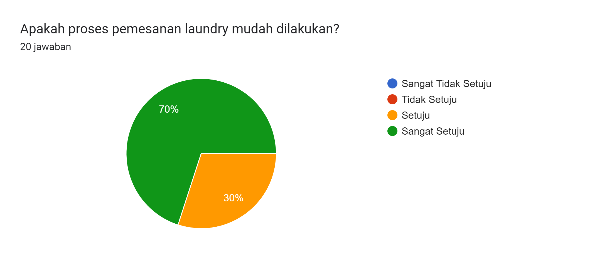 Apakah proses pemesanan laundry mudah dilakukan?
20 jawaban
70%
30%
Sangat Tidak Setuju
Tidak Setuju
Setuju
Sangat Setuju